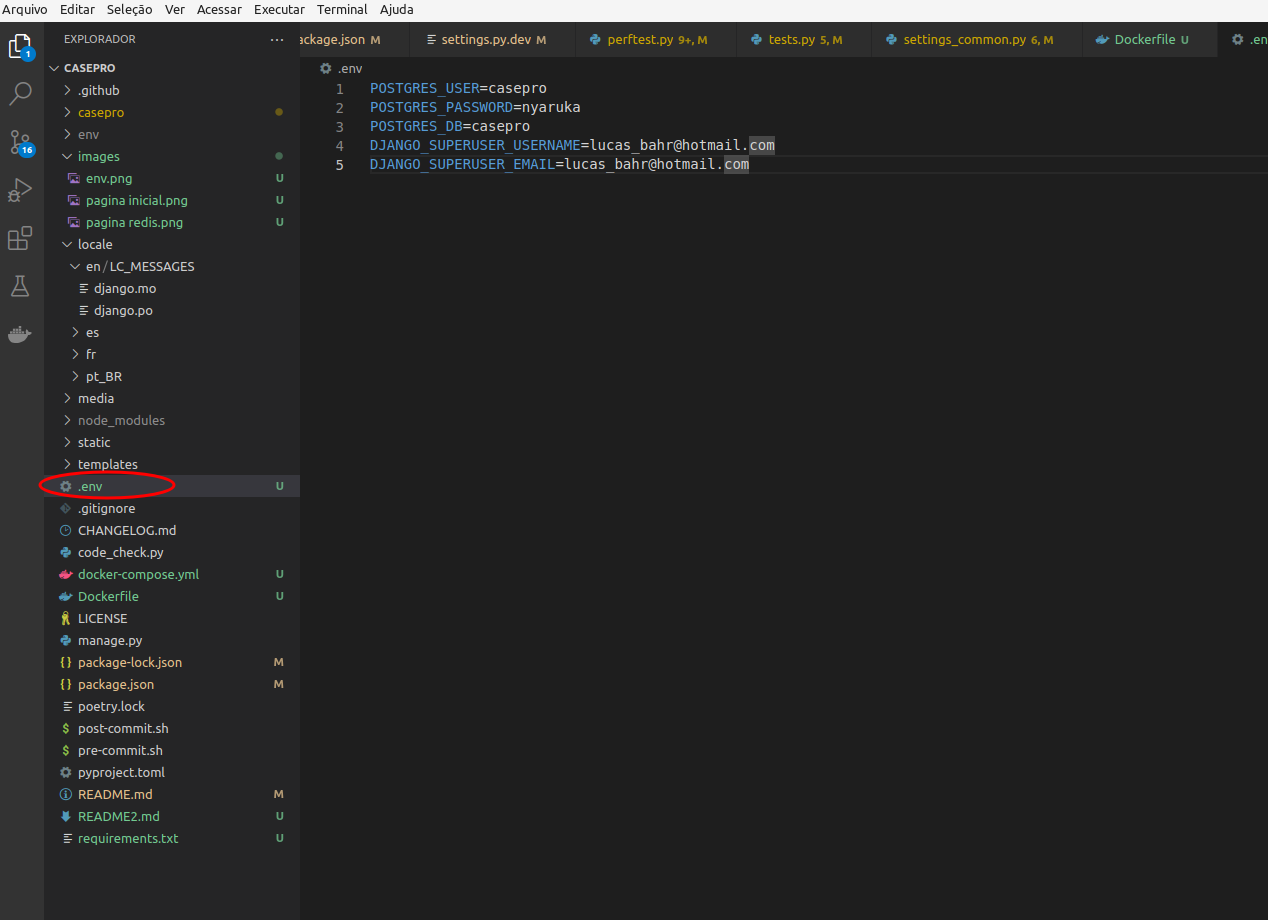 Arquivo Editar Seleção Ver Acessar Executar Terminal Ajuda
1
16
EXPLORADOR ...
CASEPRO
.github
casepro
env
images
env.png U
pagina inicial.png U
pagina redis.png U
locale
en / LC_MESSAGES
django.mo
django.po
es
fr
pt_BR
media
node_modules
static
templates
.env U
.gitignore
CHANGELOG.md
code_check.py
docker-compose.yml U
Dockerfile U
LICENSE
manage.py
package-lock.json M
package.json M
poetry.lock
post-commit.sh
pre-commit.sh
pyproject.toml
README.md M
README2.md U
requirements.txt U
ackage.json M settings.py.dev M perftest.py 9+, M tests.py 5, M settings_common.py 6, M Dockerfile U .en
.env
1 POSTGRES_USER=casepro
2 POSTGRES_PASSWORD=nyaruka
3 POSTGRES_DB=casepro
4 DJANGO_SUPERUSER_USERNAME=lucas_bahr@hotmail.com
5 DJANGO_SUPERUSER_EMAIL=lucas_bahr@hotmail.com